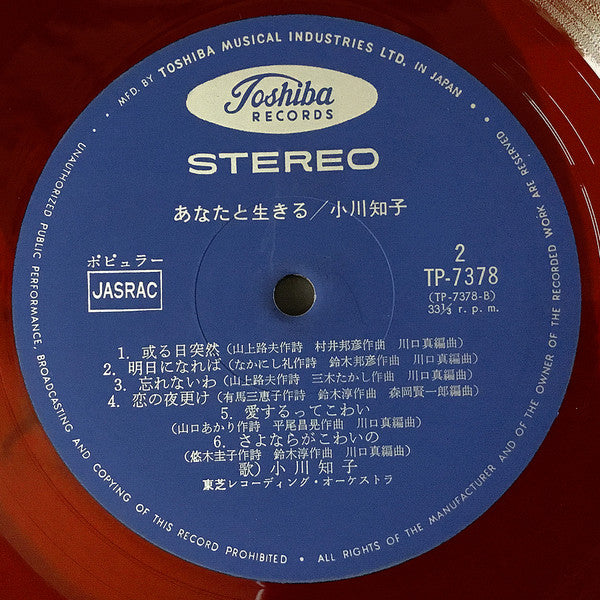 MFD. BY TOSHIBA MUSICAL INDUSTRIES LTD. IN JAPAN •
Toshiba
RECORDS
STEREO
あなたと生きる/小川知子
ポピュラー
JASRAC
2
TP-7378
(TP-7378-B)
33⅓ r. p. m.
1. 或る日突然 (山上路夫作詩 村井邦彦作曲 川口真編曲)
2. 明日になれば (なかにし礼作詩 鈴木邦彦作曲 川口真編曲)
3. 忘れないわ (山上路夫作詩 三木たかし作曲 川口真編曲)
4. 恋の夜更け (有馬三恵子作詩 鈴木淳作曲 森岡賢一郎編曲)
5. 愛するってこわい
(山口あかり作詩 平尾昌晃作曲 川口真編曲)
6. さよならがこわいの
(悠木圭子作詩 鈴木淳作曲 川口真編曲)
歌) 小川知子
東芝レコーディング・オーケストラ
UNAUTHORIZED PUBLIC PERFORMANCE, BROADCASTING AND COPYING OF THIS RECORD PROHIBITED • ALL RIGHTS OF THE MANUFACTURER AND OF THE OWNER OF THE RECORDED WORK ARE RESERVED